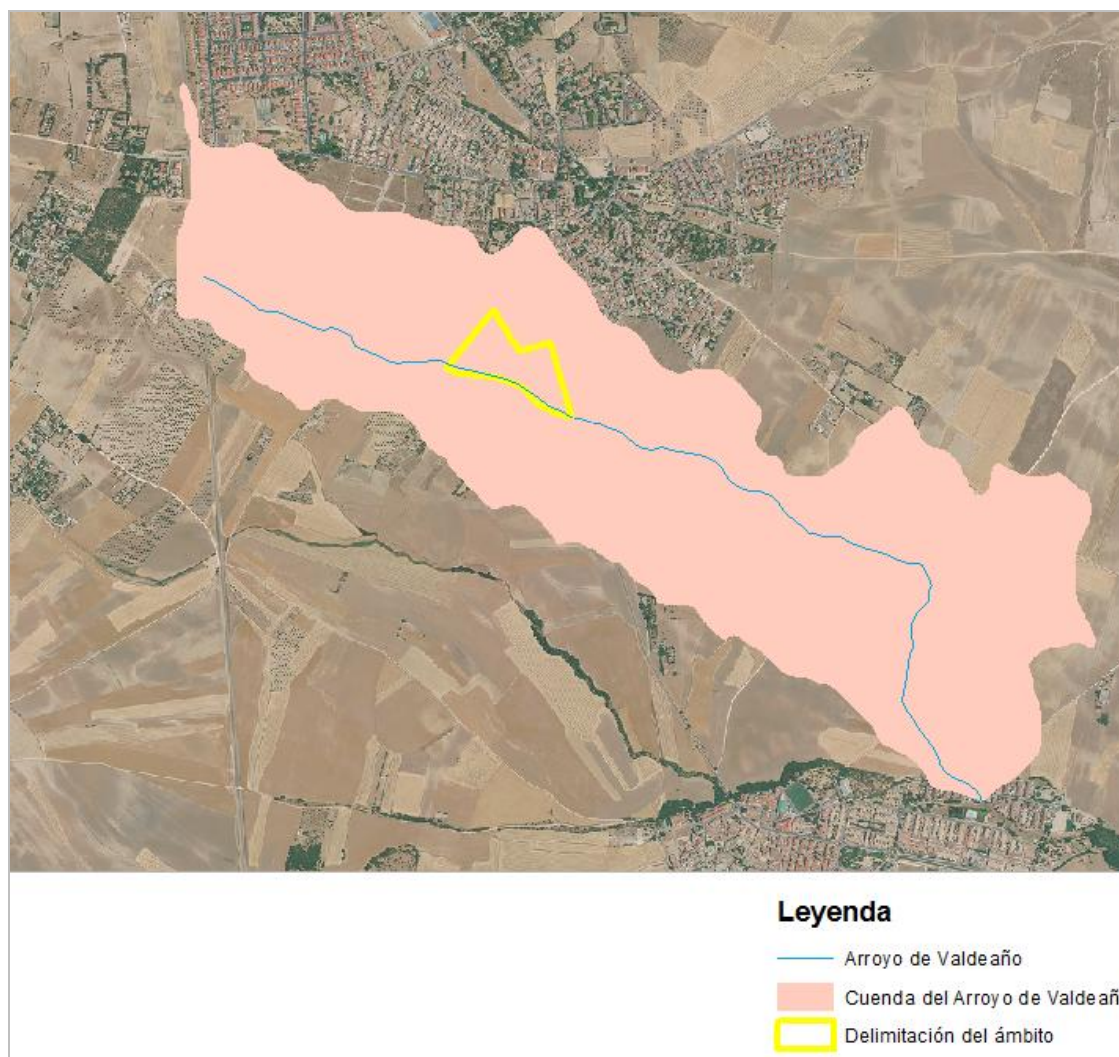 Leyenda
Arroyo de Valdeaño
Cuenda del Arroyo de Valdeañ
Delimitación del ámbito